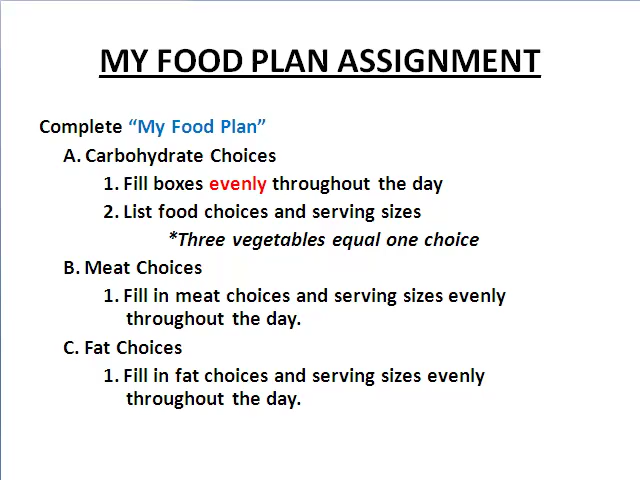 MY FOOD PLAN ASSIGNMENT
Complete “My Food Plan”
A. Carbohydrate Choices
1. Fill boxes evenly throughout the day
2. List food choices and serving sizes
*Three vegetables equal one choice
B. Meat Choices
1. Fill in meat choices and serving sizes evenly
throughout the day.
C. Fat Choices
1. Fill in fat choices and serving sizes evenly
throughout the day.